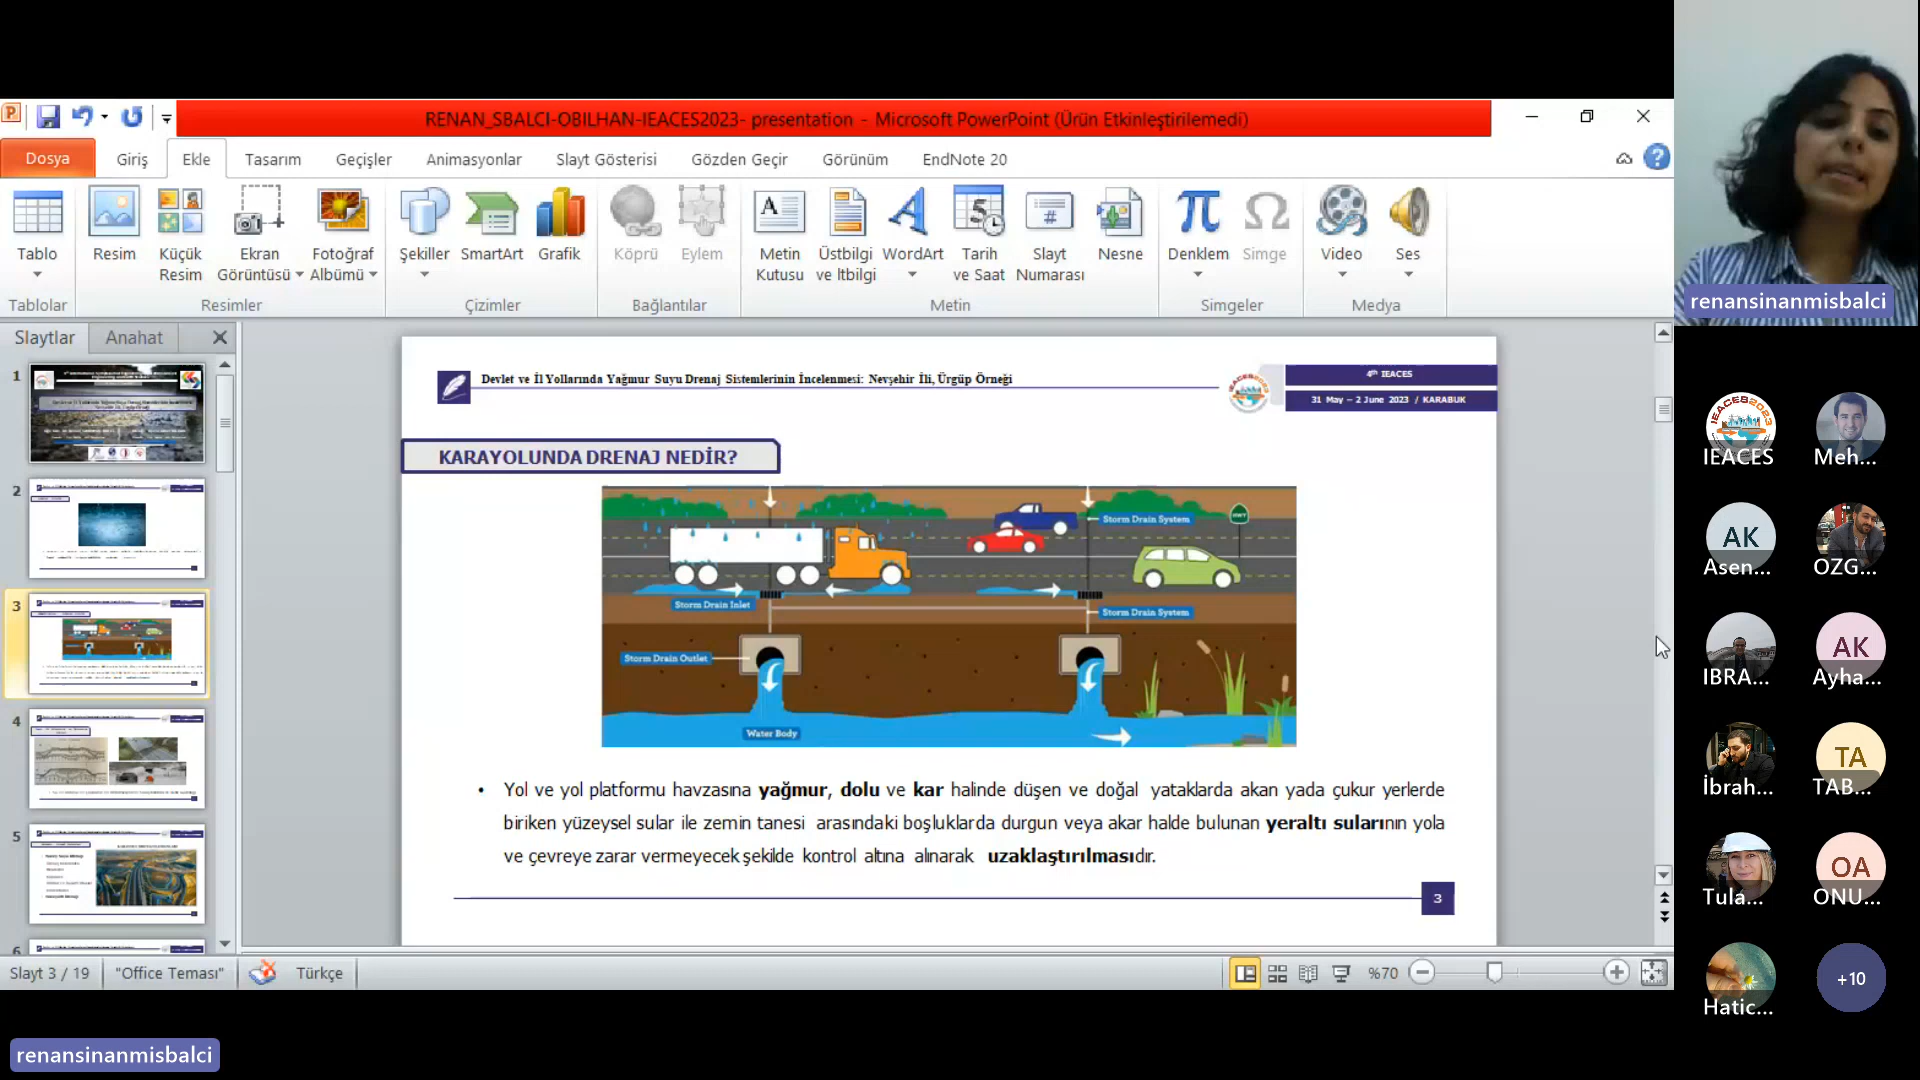 RENAN_SBALCI-OBILHAN-IEACES2023- presentation - Microsoft PowerPoint (Ürün Etkinleştirilemedi)
Dosya
Giriş
Ekle
Tasarım
Geçişler
Animasyonlar
Slayt Gösterisi
Gözden Geçir
Görünüm
EndNote 20
Tablo
Resim
Küçük Resim
Ekran Görüntüsü
Fotoğraf Albümü
Şekiller
SmartArt
Grafik
Köprü
Eylem
Metin Kutusu
Üstbilgi ve ltbilgi
WordArt
Tarih ve Saat
Slayt Numarası
Nesne
Denklem
Simge
Video
Ses
Tablolar
Resimler
Çizimler
Bağlantılar
Metin
Simgeler
Medya
Slaytlar
Anahat
1
2
3
4
5
6
Devlet ve İl Yollarında Yağmur Suyu Drenaj Sistemlerinin İncelenmesi: Nevşehir İli, Ürgüp Örneği
4th IEACES
31 May – 2 June 2023 / KARABUK
KARAYOLUNDA DRENAJ NEDİR?
Storm Drain System
Storm Drain Inlet
Storm Drain System
Storm Drain Outlet
Water Body
• Yol ve yol platformu havzasına yağmur, dolu ve kar halinde düşen ve doğal yataklarda akan yada çukur yerlerde
biriken yüzeysel sular ile zemin tanesi arasındaki boşluklarda durgun veya akar halde bulunan yeraltı sularının yola
ve çevreye zarar vermeyecek şekilde kontrol altına alınarak uzaklaştırılmasıdır.
3
Slayt 3 / 19
"Office Teması"
Türkçe
%70
renansinanmisbalci
IEACES
Meh...
AK
Asen...
OZG...
IBRA...
AK
Ayha...
İbrah...
TA
TAB...
Tula...
OA
ONU...
Hatic...
+10
renansinanmisbalci